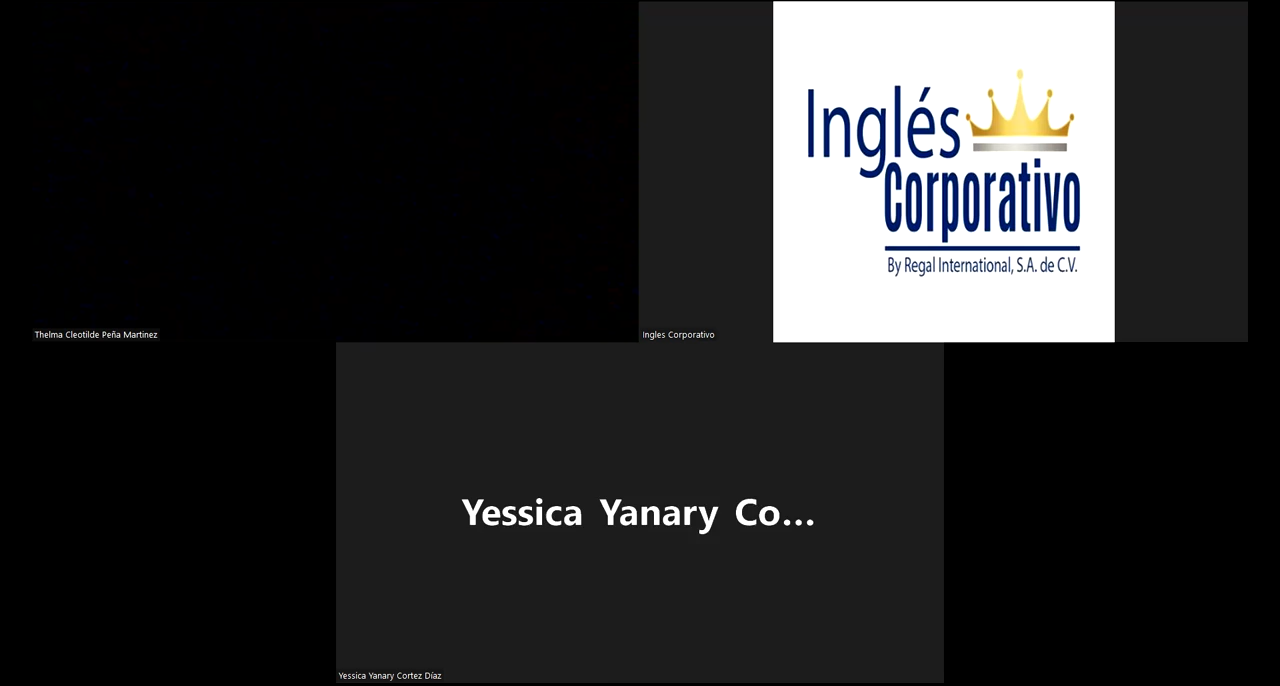 Inglés
Corporativo
By Regal International, S.A. de C.V.
Thelma Cleotilde Peña Martinez
Ingles Corporativo
Yessica Yanary Co...
Yessica Yanary Cortez Díaz